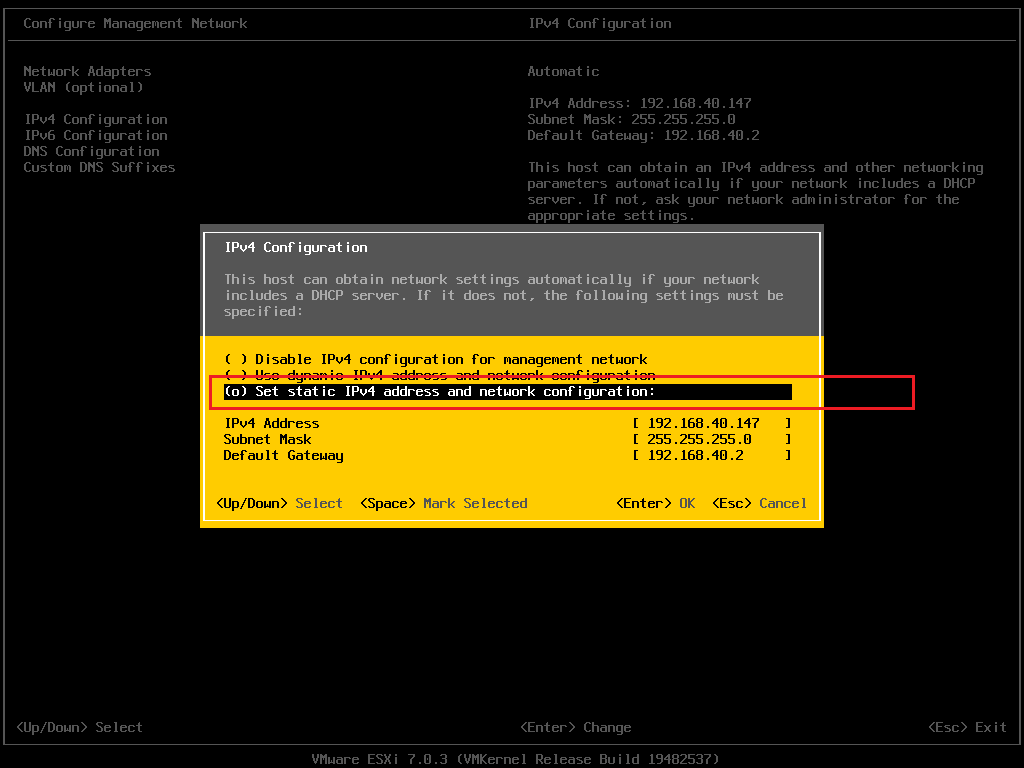 Configure Management Network
IPv4 Configuration
Network Adapters
VLAN (optional)
IPv4 Configuration
IPv6 Configuration
DNS Configuration
Custom DNS Suffixes
Automatic
IPv4 Address: 192.168.40.147
Subnet Mask: 255.255.255.0
Default Gateway: 192.168.40.2
This host can obtain an IPv4 address and other networking
parameters automatically if your network includes a DHCP
server. If not, ask your network administrator for the
appropriate settings.
IPv4 Configuration
This host can obtain network settings automatically if your network
includes a DHCP server. If it does not, the following settings must be
specified:
( ) Disable IPv4 configuration for management network
( ) Use dynamic IPv4 address and network configuration
(o) Set static IPv4 address and network configuration:
IPv4 Address [ 192.168.40.147 ]
Subnet Mask [ 255.255.255.0 ]
Default Gateway [ 192.168.40.2 ]
<Up/Down> Select <Space> Mark Selected <Enter> OK <Esc> Cancel
<Up/Down> Select <Enter> Change <Esc> Exit
VMware ESXi 7.0.3 (VMKernel Release Build 19482537)